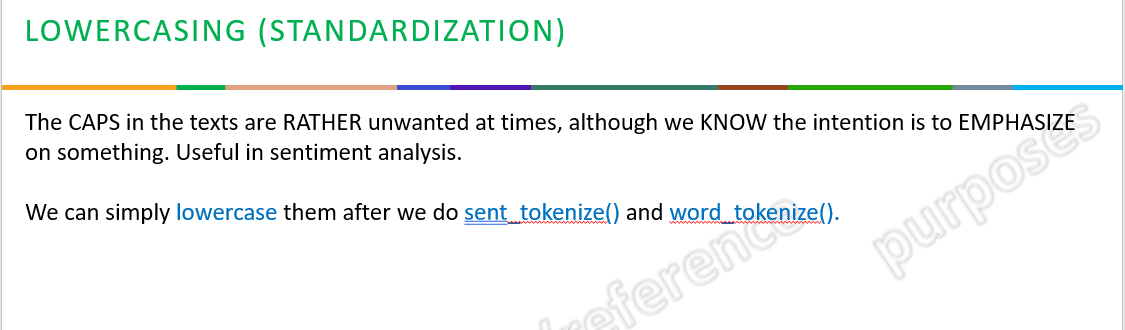 LOWERCASING (STANDARDIZATION)
The CAPS in the texts are RATHER unwanted at times, although we KNOW the intention is to EMPHASIZE
on something. Useful in sentiment analysis.
We can simply lowercase them after we do sent_tokenize() and word_tokenize().
reference purposes